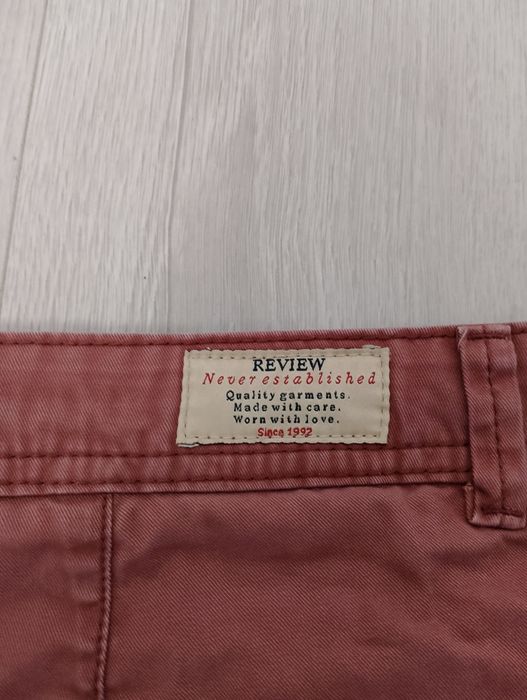 REVIEW
Never established
Quality garments.
Made with care.
Worn with love.
Since 1992